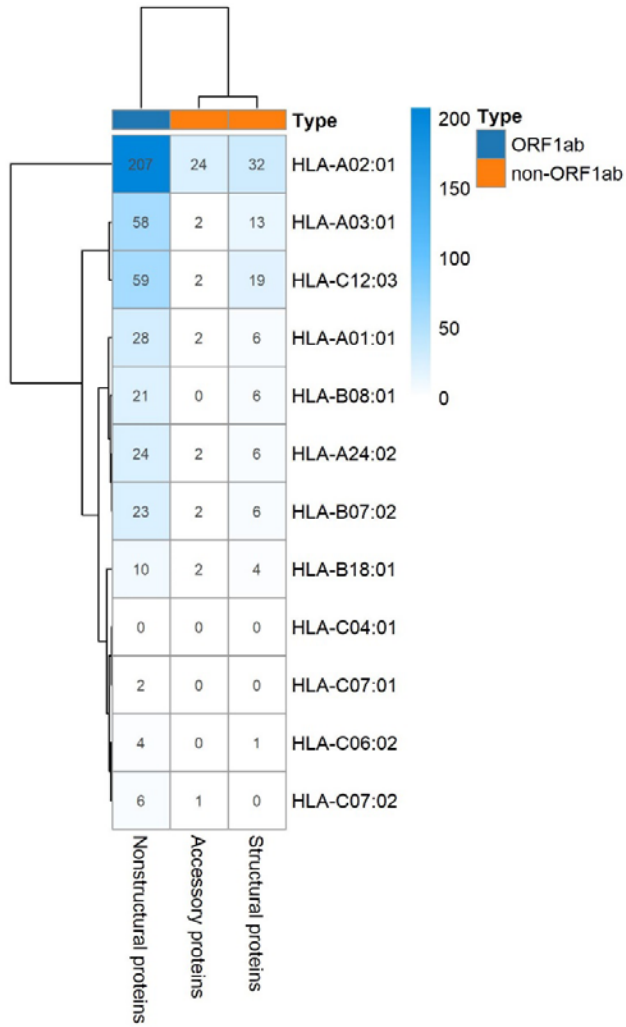 Type
207 24 32 HLA-A02:01
58 2 13 HLA-A03:01
59 2 19 HLA-C12:03
28 2 6 HLA-A01:01
21 0 6 HLA-B08:01
24 2 6 HLA-A24:02
23 2 6 HLA-B07:02
10 2 4 HLA-B18:01
0 0 0 HLA-C04:01
2 0 0 HLA-C07:01
4 0 1 HLA-C06:02
6 1 0 HLA-C07:02
Nonstructural proteins
Accessory proteins
Structural proteins
200
150
100
50
0
Type
ORF1ab
non-ORF1ab